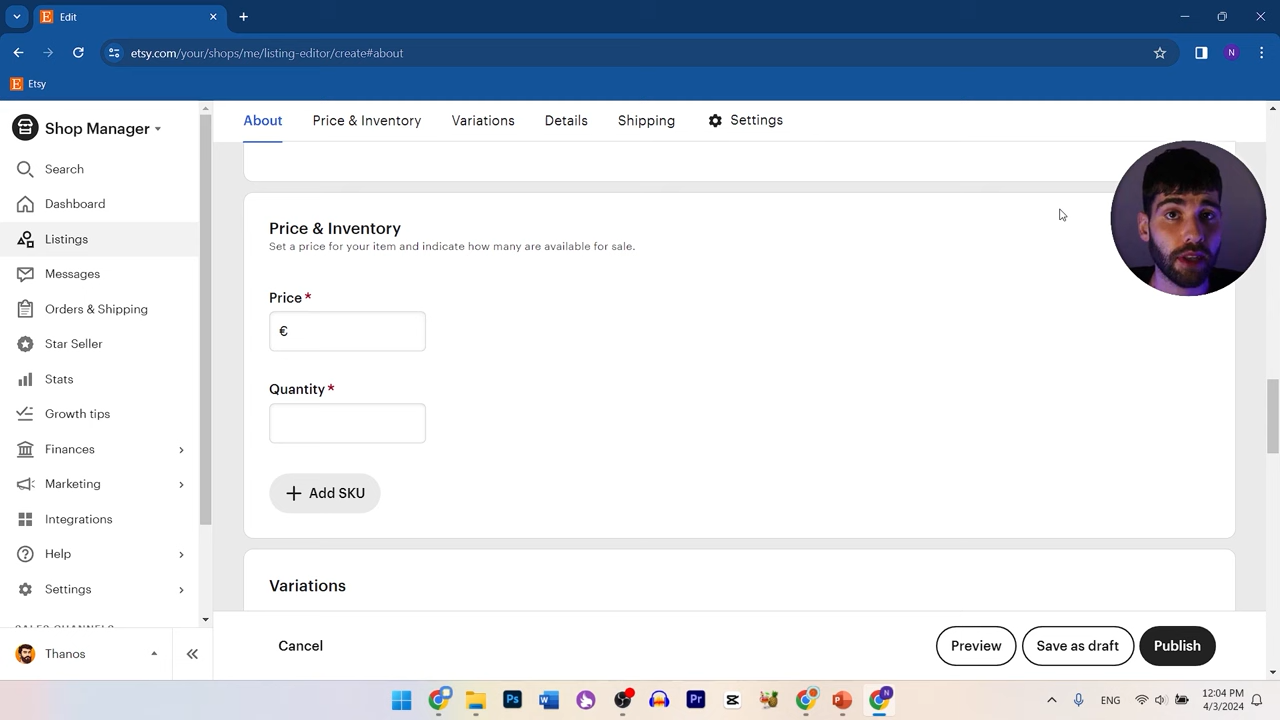 Edit
etsy.com/your/shops/me/listing-editor/create#about
N
Etsy
Shop Manager
Search
Dashboard
Listings
Messages
Orders & Shipping
Star Seller
Stats
Growth tips
Finances
Marketing
Integrations
Help
Settings
Thanos
About
Price & Inventory
Variations
Details
Shipping
Settings
Price & Inventory
Set a price for your item and indicate how many are available for sale.
Price *
€
Quantity *
Add SKU
Variations
Cancel
Preview
Save as draft
Publish
ENG
12:04 PM
4/3/2024